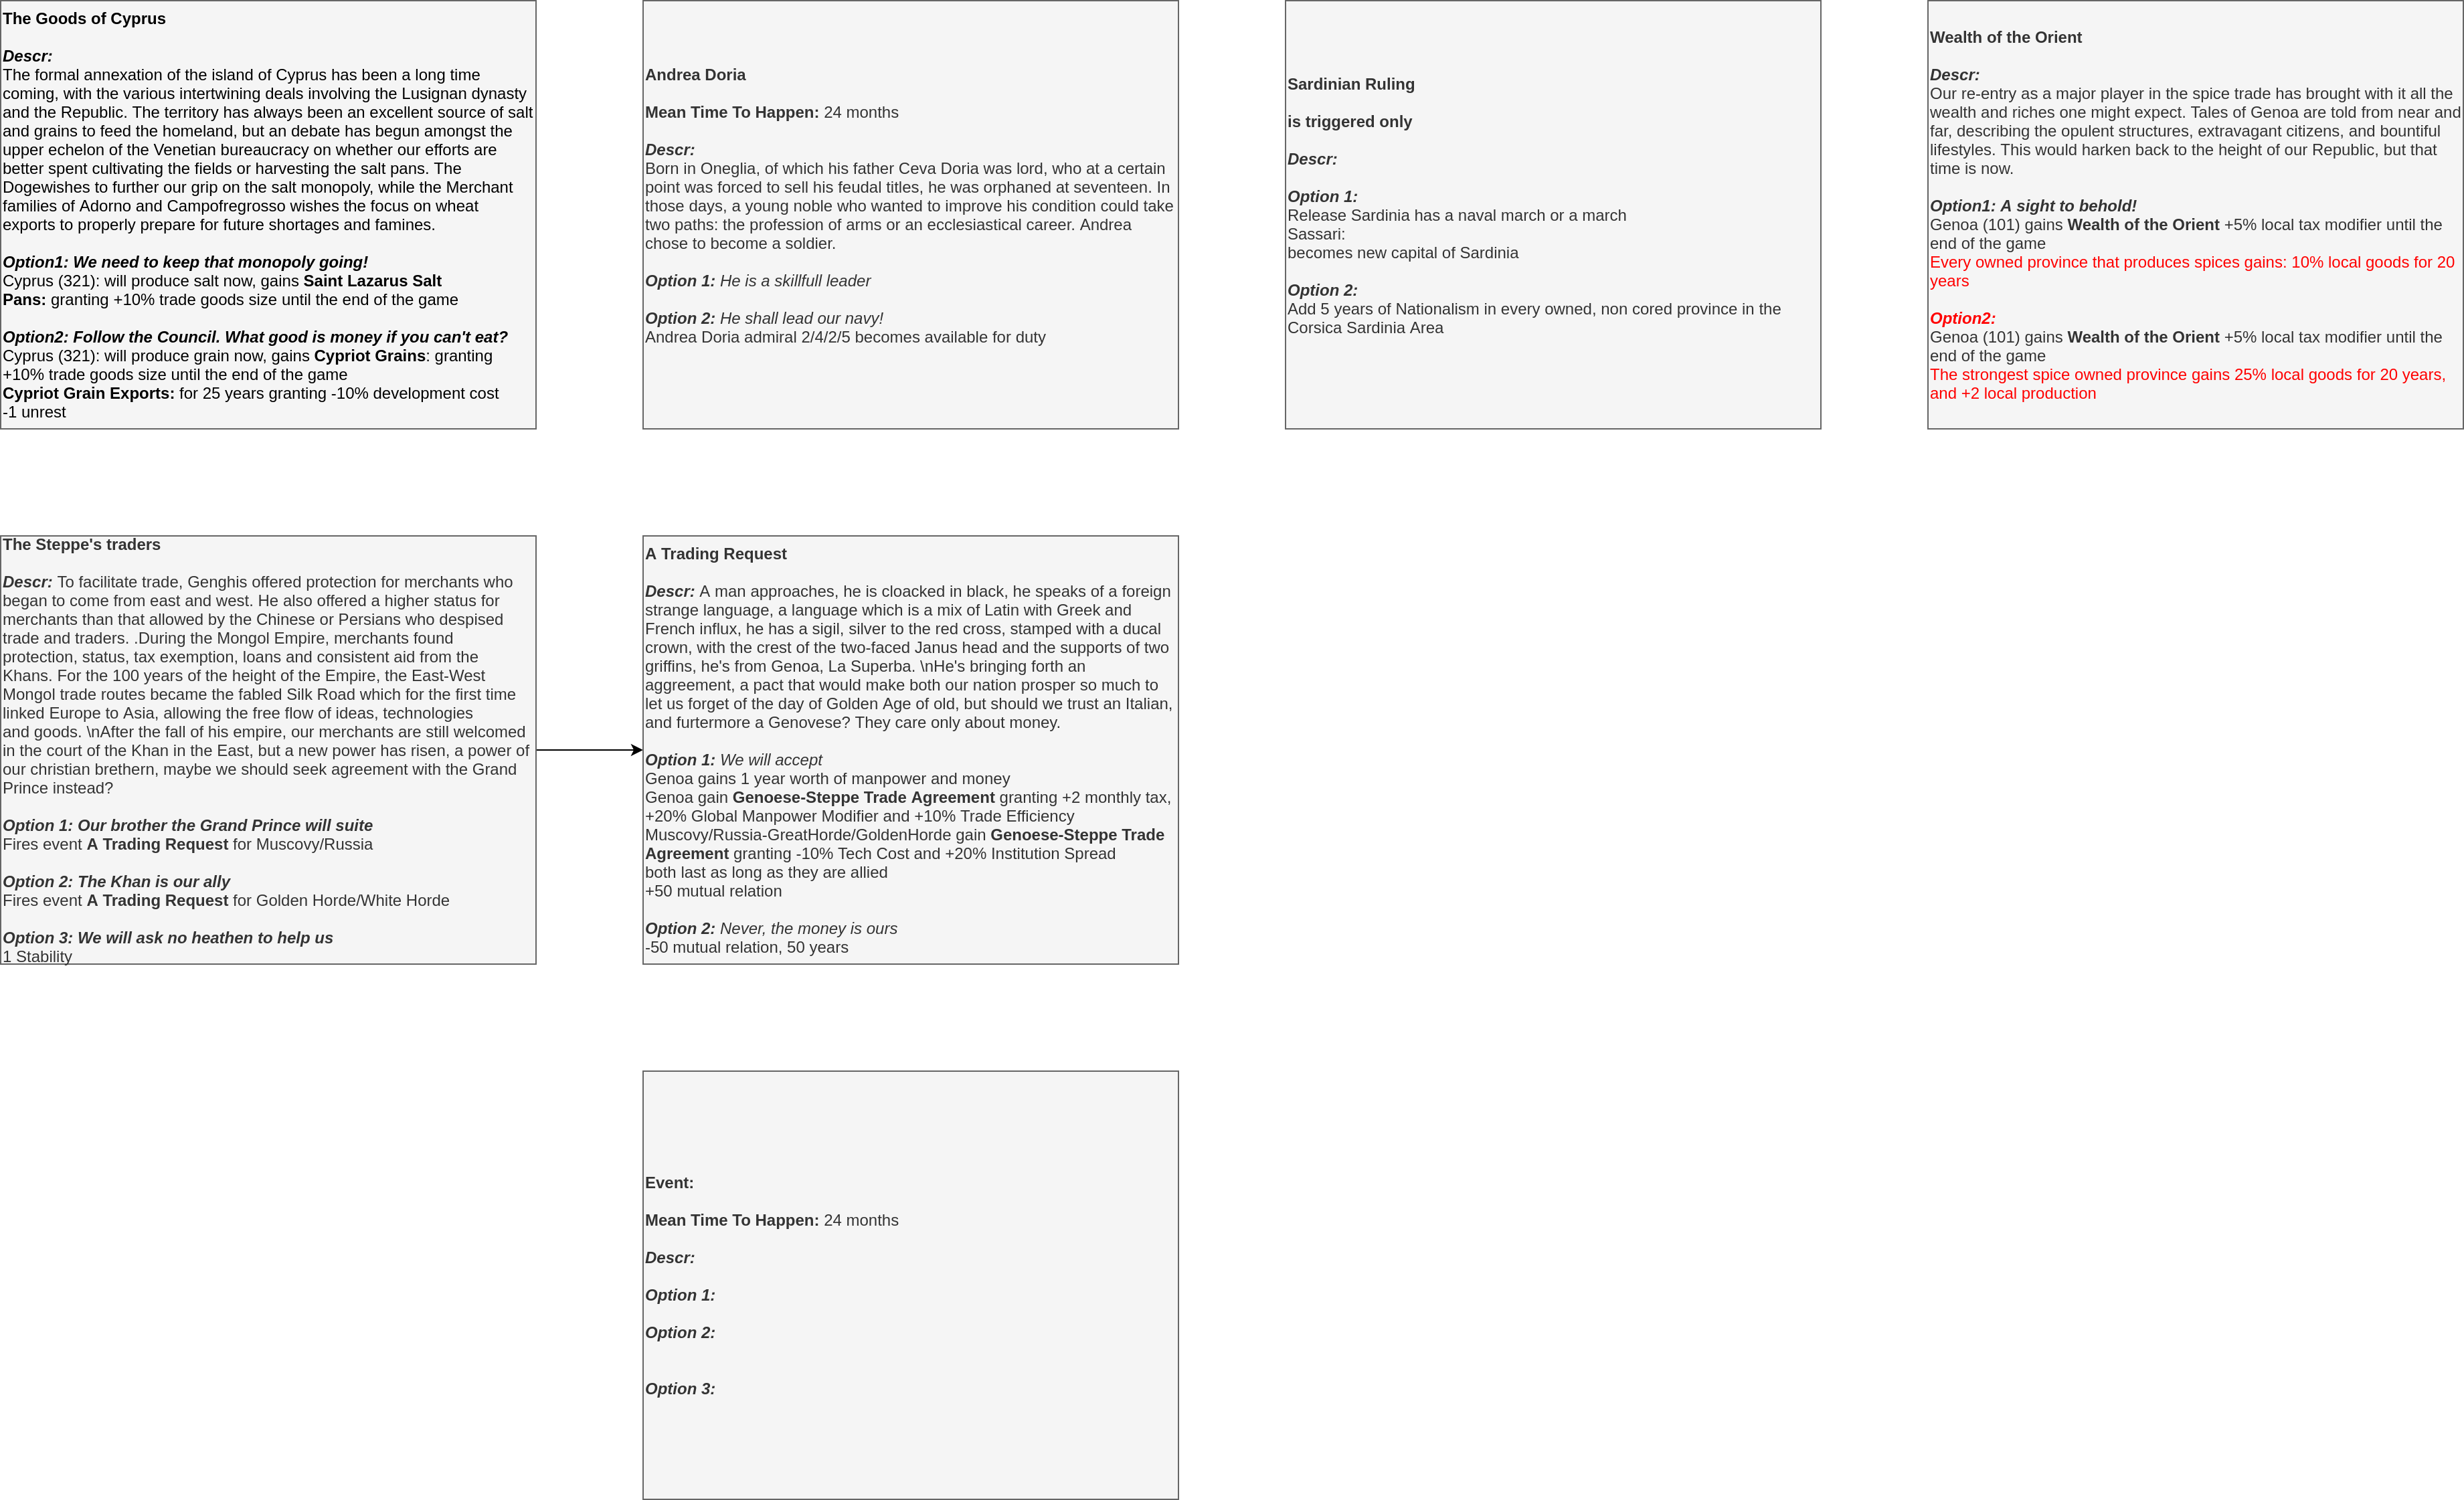 The Goods of Cyprus
Descr:
The formal annexation of the island of Cyprus has been a long time
coming, with the various intertwining deals involving the Lusignan dynasty
and the Republic. The territory has always been an excellent source of salt
and grains to feed the homeland, but an debate has begun amongst the
upper echelon of the Venetian bureaucracy on whether our efforts are
better spent cultivating the fields or harvesting the salt pans. The
Dogewishes to further our grip on the salt monopoly, while the Merchant
families of Adorno and Campofregrosso wishes the focus on wheat
exports to properly prepare for future shortages and famines.
Option1: We need to keep that monopoly going!
Cyprus (321): will produce salt now, gains Saint Lazarus Salt
Pans: granting +10% trade goods size until the end of the game
Option2: Follow the Council. What good is money if you can't eat?
Cyprus (321): will produce grain now, gains Cypriot Grains: granting
+10% trade goods size until the end of the game
Cypriot Grain Exports: for 25 years granting -10% development cost
-1 unrest
Andrea Doria
Mean Time To Happen: 24 months
Descr:
Born in Oneglia, of which his father Ceva Doria was lord, who at a certain
point was forced to sell his feudal titles, he was orphaned at seventeen. In
those days, a young noble who wanted to improve his condition could take
two paths: the profession of arms or an ecclesiastical career. Andrea
chose to become a soldier.
Option 1: He is a skillfull leader
Option 2: He shall lead our navy!
Andrea Doria admiral 2/4/2/5 becomes available for duty
Sardinian Ruling
is triggered only
Descr:
Option 1:
Release Sardinia has a naval march or a march
Sassari:
becomes new capital of Sardinia
Option 2:
Add 5 years of Nationalism in every owned, non cored province in the
Corsica Sardinia Area
Wealth of the Orient
Descr:
Our re-entry as a major player in the spice trade has brought with it all the
wealth and riches one might expect. Tales of Genoa are told from near and
far, describing the opulent structures, extravagant citizens, and bountiful
lifestyles. This would harken back to the height of our Republic, but that
time is now.
Option1: A sight to behold!
Genoa (101) gains Wealth of the Orient +5% local tax modifier until the
end of the game
Every owned province that produces spices gains: 10% local goods for 20
years
Option2:
Genoa (101) gains Wealth of the Orient +5% local tax modifier until the
end of the game
The strongest spice owned province gains 25% local goods for 20 years,
and +2 local production
The Steppe's traders
Descr: To facilitate trade, Genghis offered protection for merchants who
began to come from east and west. He also offered a higher status for
merchants than that allowed by the Chinese or Persians who despised
trade and traders. .During the Mongol Empire, merchants found
protection, status, tax exemption, loans and consistent aid from the
Khans. For the 100 years of the height of the Empire, the East-West
Mongol trade routes became the fabled Silk Road which for the first time
linked Europe to Asia, allowing the free flow of ideas, technologies
and goods. \nAfter the fall of his empire, our merchants are still welcomed
in the court of the Khan in the East, but a new power has risen, a power of
our christian brethern, maybe we should seek agreement with the Grand
Prince instead?
Option 1: Our brother the Grand Prince will suite
Fires event A Trading Request for Muscovy/Russia
Option 2: The Khan is our ally
Fires event A Trading Request for Golden Horde/White Horde
Option 3: We will ask no heathen to help us
1 Stability
A Trading Request
Descr: A man approaches, he is cloacked in black, he speaks of a foreign
strange language, a language which is a mix of Latin with Greek and
French influx, he has a sigil, silver to the red cross, stamped with a ducal
crown, with the crest of the two-faced Janus head and the supports of two
griffins, he's from Genoa, La Superba. \nHe's bringing forth an
aggreement, a pact that would make both our nation prosper so much to
let us forget of the day of Golden Age of old, but should we trust an Italian,
and furtermore a Genovese? They care only about money.
Option 1: We will accept
Genoa gains 1 year worth of manpower and money
Genoa gain Genoese-Steppe Trade Agreement granting +2 monthly tax,
+20% Global Manpower Modifier and +10% Trade Efficiency
Muscovy/Russia-GreatHorde/GoldenHorde gain Genoese-Steppe Trade
Agreement granting -10% Tech Cost and +20% Institution Spread
both last as long as they are allied
+50 mutual relation
Option 2: Never, the money is ours
-50 mutual relation, 50 years
Event:
Mean Time To Happen: 24 months
Descr:
Option 1:
Option 2:
Option 3: